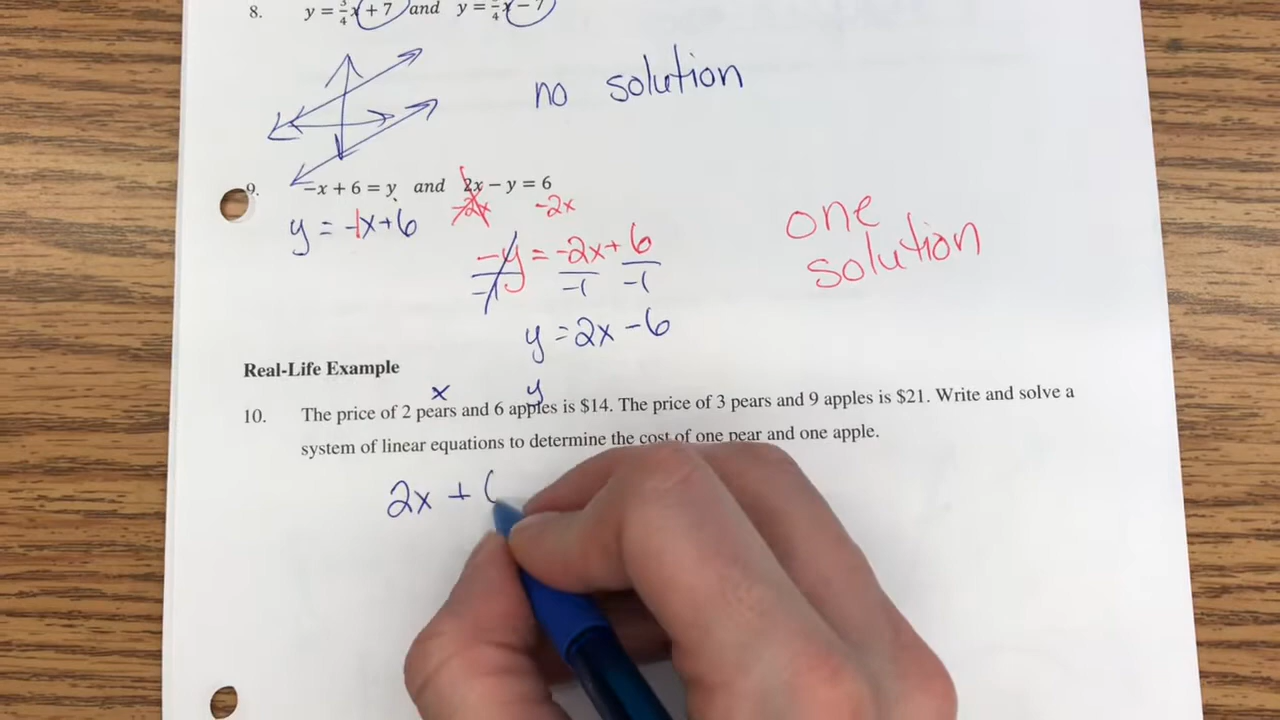 8. y = 3/4 x + 7 and y = 3/4 x − 7
no solution
9. −x + 6 = y and 2x − y = 6
y = -1x+6 -2x -2x
-y = -2x + 6
-1 -1 -1
y = 2x - 6
one
solution
Real-Life Example
x y
10. The price of 2 pears and 6 apples is $14. The price of 3 pears and 9 apples is $21. Write and solve a
system of linear equations to determine the cost of one pear and one apple.
2x +